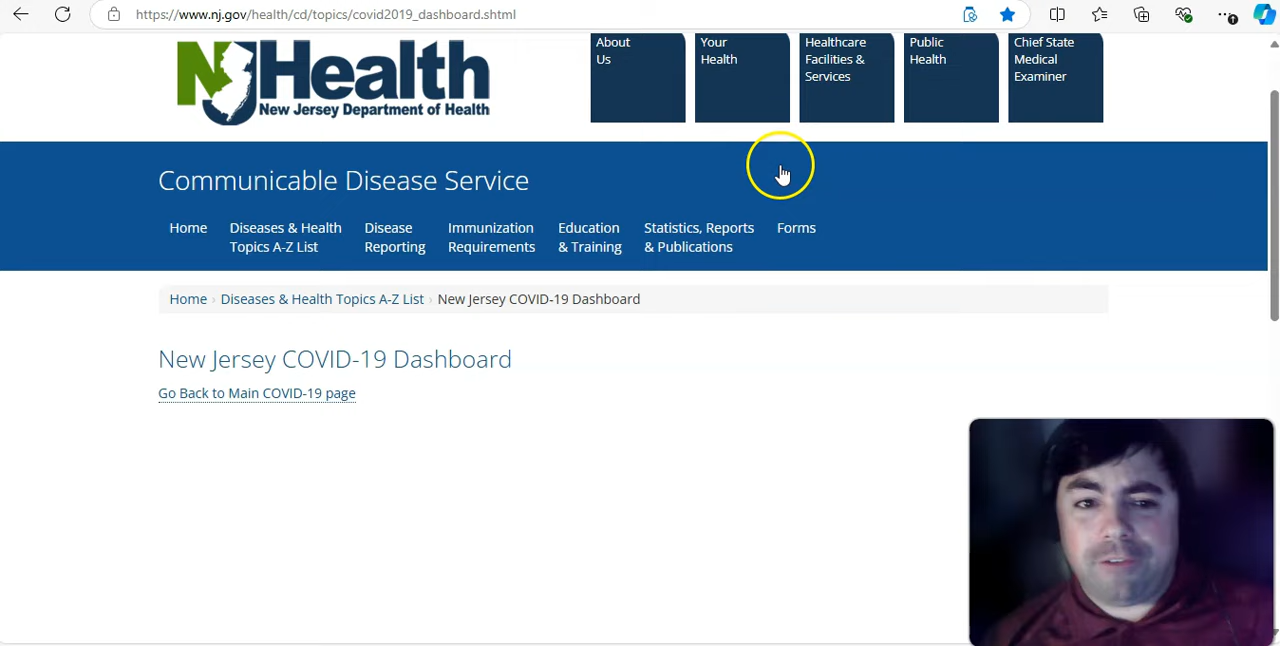 https://www.nj.gov/health/cd/topics/covid2019_dashboard.shtml
NJHealth
New Jersey Department of Health
About
Us
Your
Health
Healthcare
Facilities &
Services
Public
Health
Chief State
Medical
Examiner
Communicable Disease Service
Home
Diseases & Health
Topics A-Z List
Disease
Reporting
Immunization
Requirements
Education
& Training
Statistics, Reports
& Publications
Forms
Home › Diseases & Health Topics A-Z List › New Jersey COVID-19 Dashboard
New Jersey COVID-19 Dashboard
Go Back to Main COVID-19 page